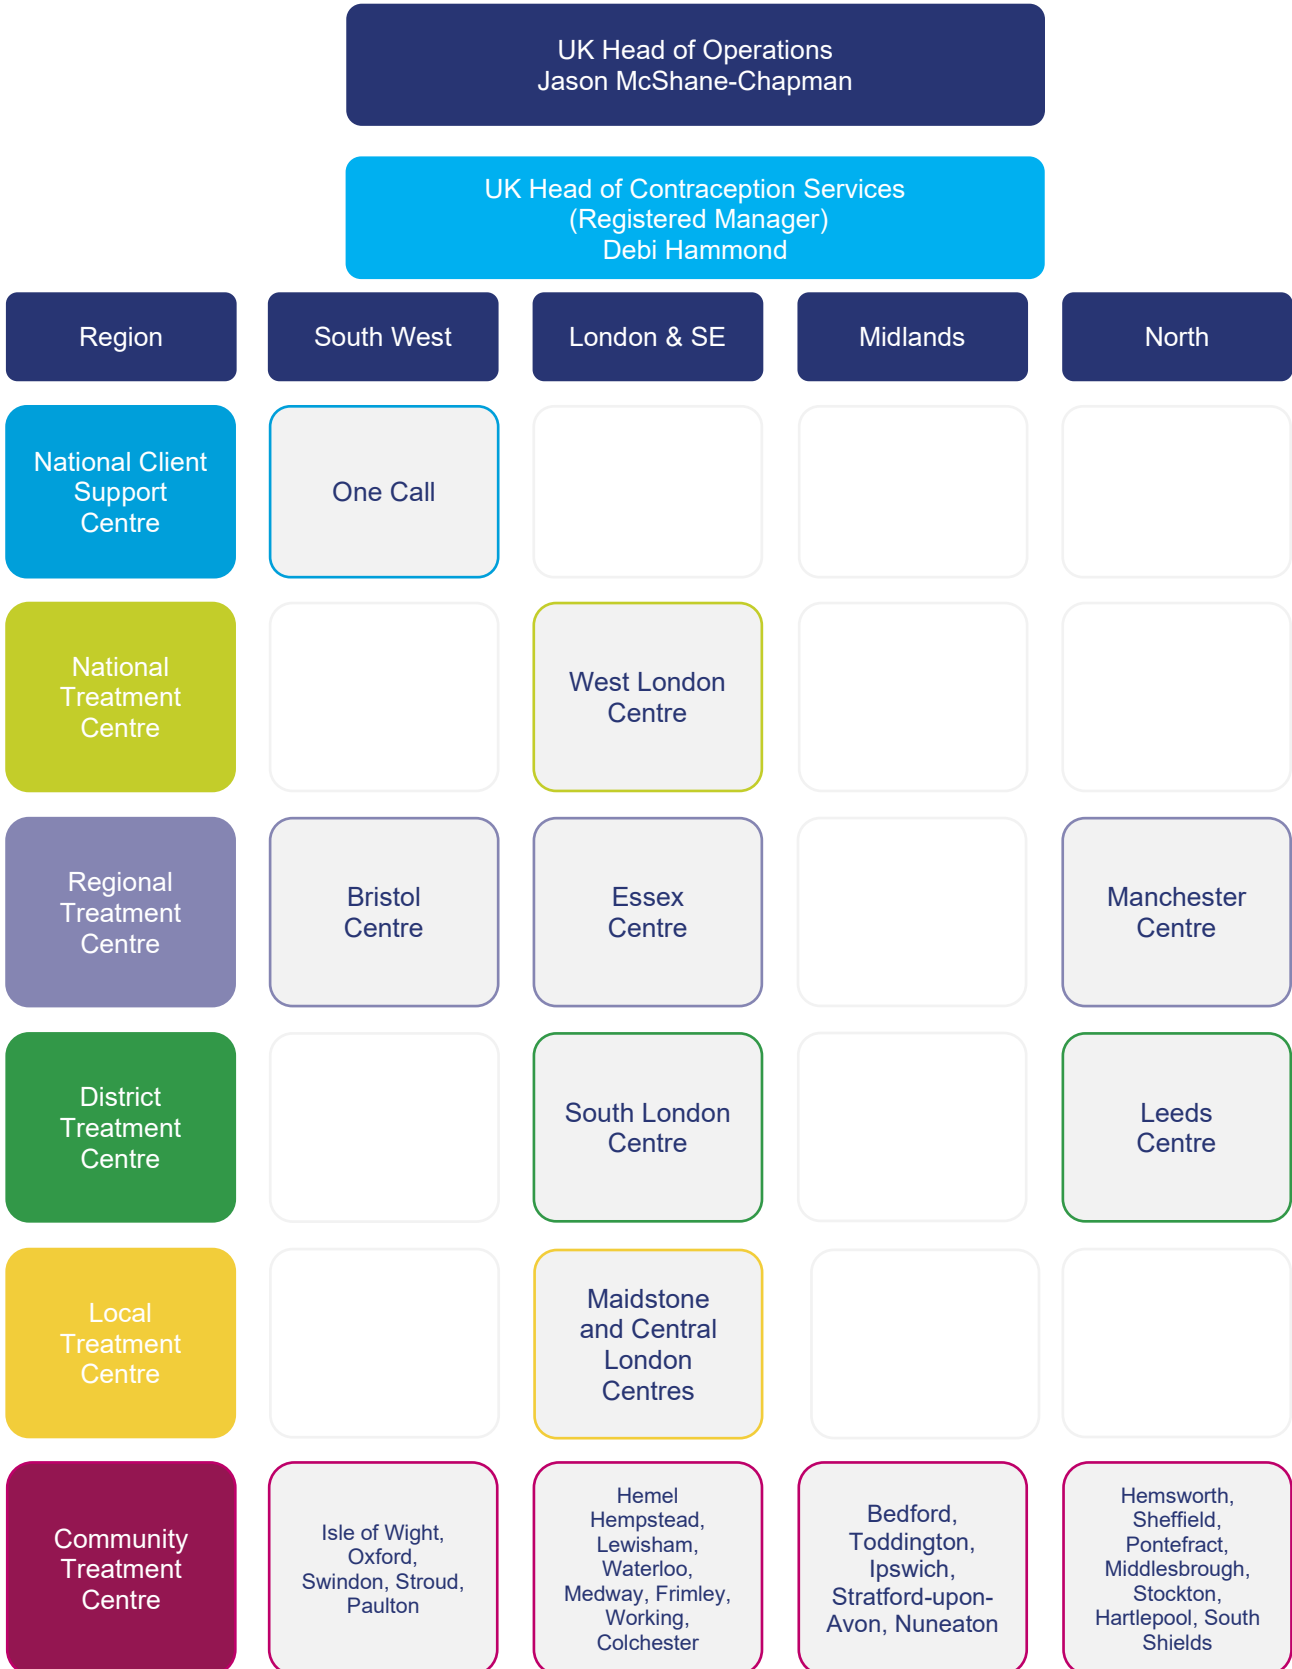 UK Head of Operations
Jason McShane-Chapman
UK Head of Contraception Services
(Registered Manager)
Debi Hammond
Region
South West
London & SE
Midlands
North
National Client
Support
Centre
One Call
National
Treatment
Centre
West London
Centre
Regional
Treatment
Centre
Bristol
Centre
Essex
Centre
Manchester
Centre
District
Treatment
Centre
South London
Centre
Leeds
Centre
Local
Treatment
Centre
Maidstone
and Central
London
Centres
Community
Treatment
Centre
Isle of Wight,
Oxford,
Swindon, Stroud,
Paulton
Hemel
Hempstead,
Lewisham,
Waterloo,
Medway, Frimley,
Working,
Colchester
Bedford,
Toddington,
Ipswich,
Stratford-upon-
Avon, Nuneaton
Hemsworth,
Sheffield,
Pontefract,
Middlesbrough,
Stockton,
Hartlepool, South
Shields